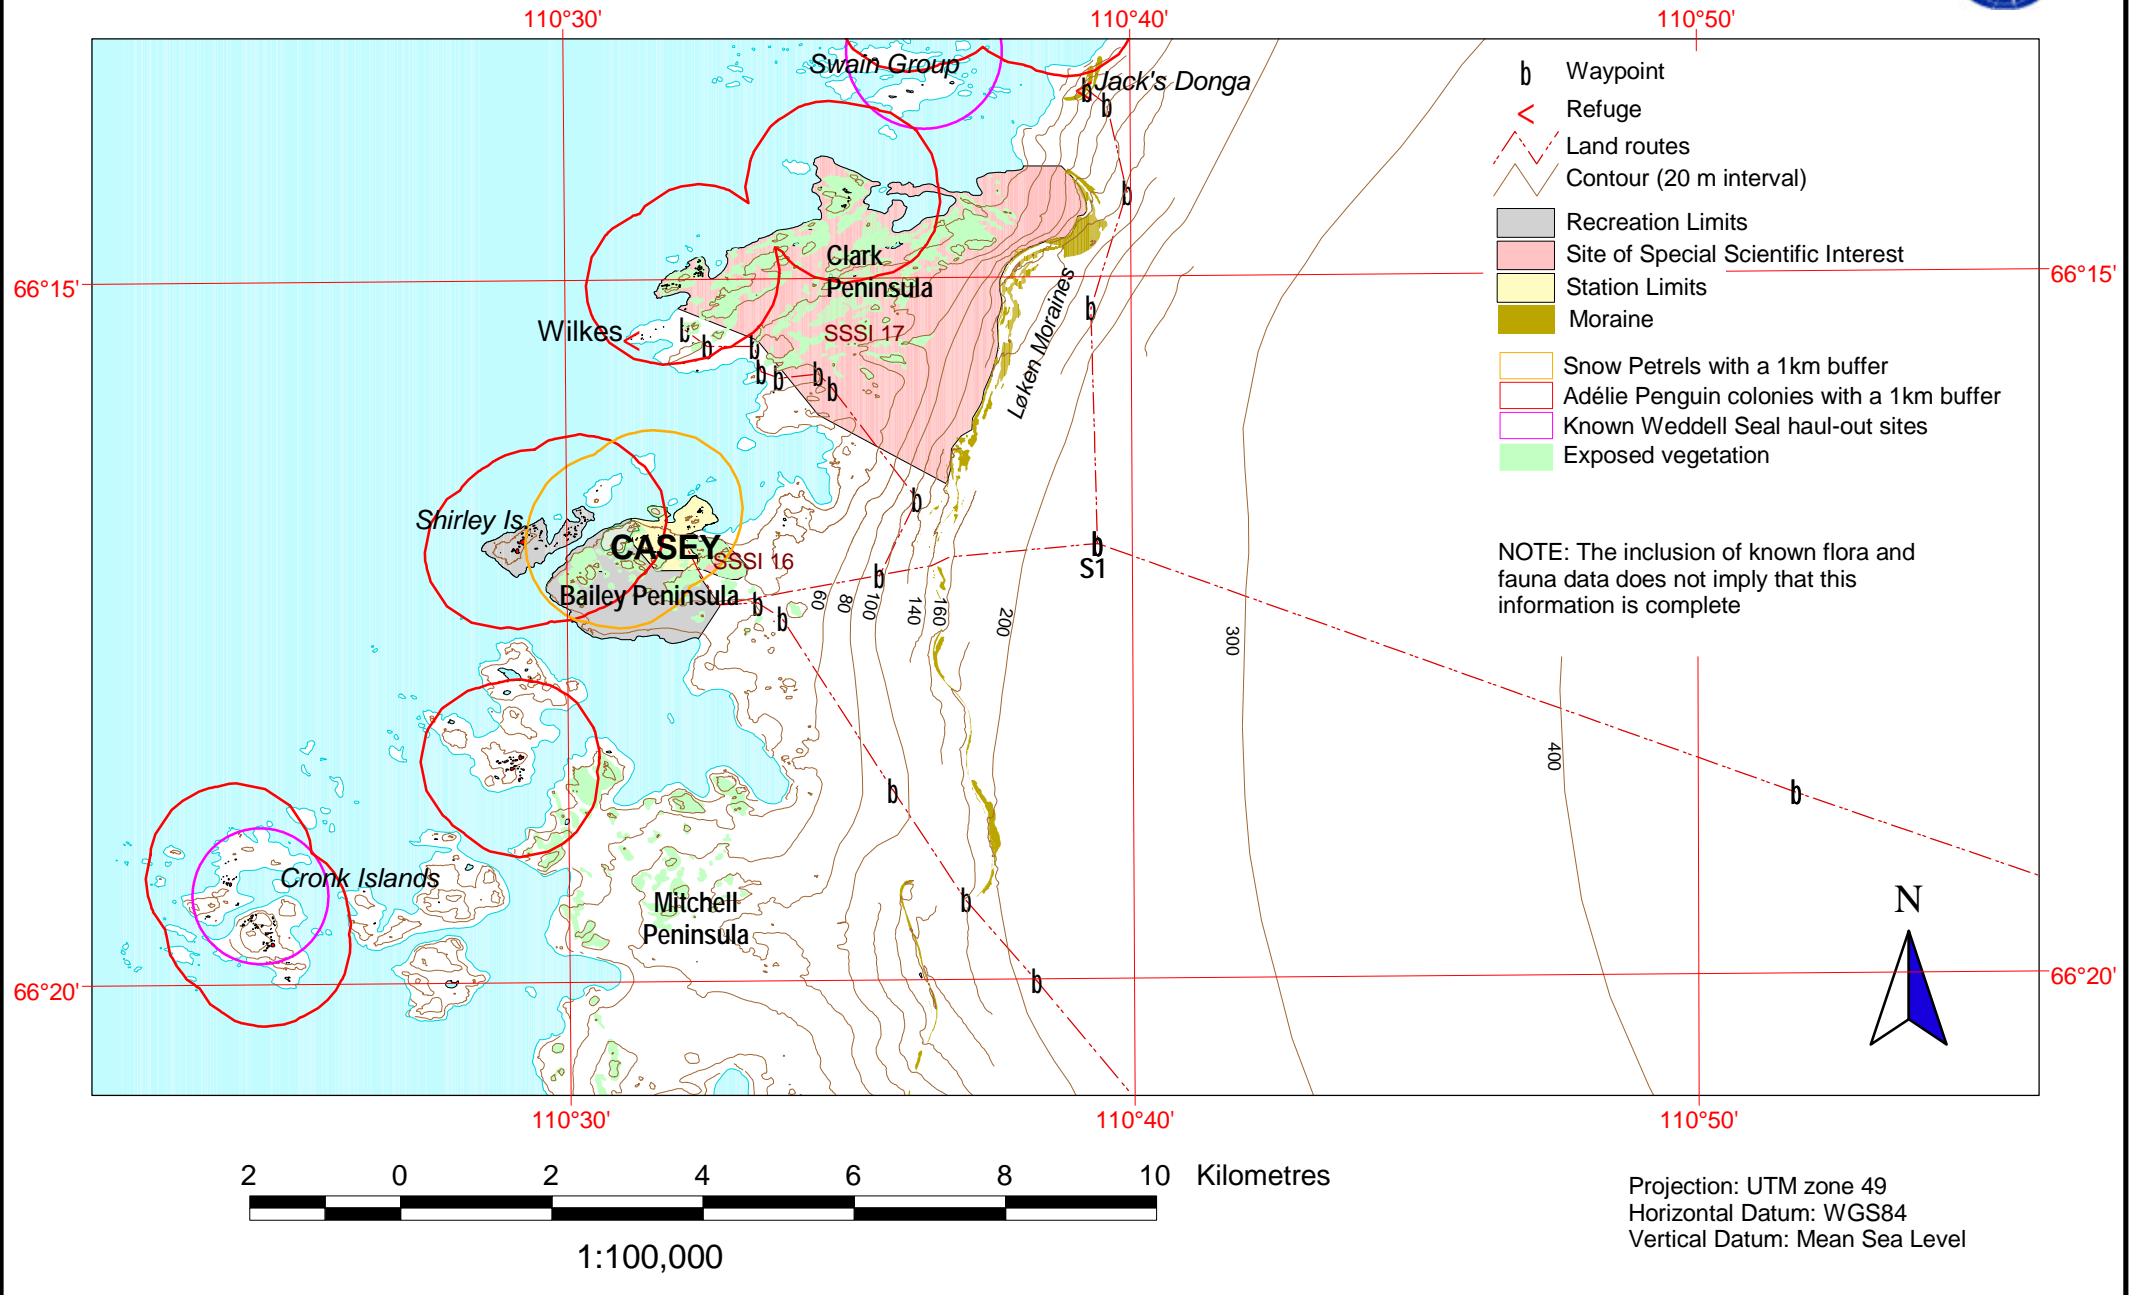 110°30'
110°40'
110°50'
Swain Group
Jack's Donga
b Waypoint
Refuge
Land routes
Contour (20 m interval)
Recreation Limits
Site of Special Scientific Interest
Station Limits
Moraine
Snow Petrels with a 1km buffer
Adélie Penguin colonies with a 1km buffer
Known Weddell Seal haul-out sites
Exposed vegetation
NOTE: The inclusion of known flora and
fauna data does not imply that this
information is complete
66°15'
66°15'
Clark
Peninsula
SSSI 17
Wilkes
Løken Moraines
Shirley Is
CASEY
SSSI 16
Bailey Peninsula
S1
60
80
100
140
160
200
300
400
Cronk Islands
Mitchell
Peninsula
N
66°20'
66°20'
110°30'
110°40'
110°50'
2 0 2 4 6 8 10 Kilometres
1:100,000
Projection: UTM zone 49
Horizontal Datum: WGS84
Vertical Datum: Mean Sea Level